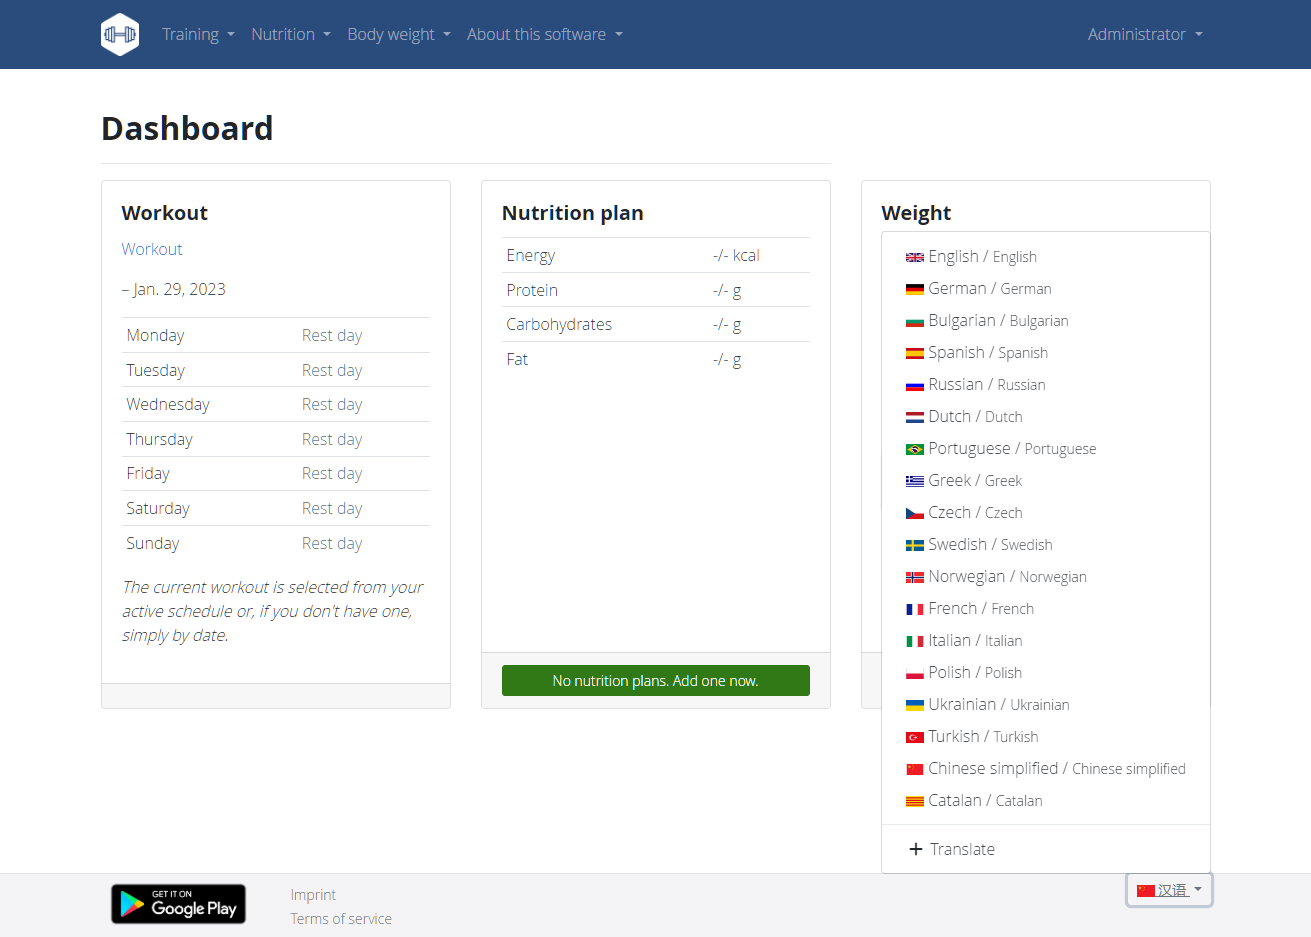 Training Nutrition Body weight About this software Administrator
Dashboard
Workout
Workout
– Jan. 29, 2023
Monday Rest day
Tuesday Rest day
Wednesday Rest day
Thursday Rest day
Friday Rest day
Saturday Rest day
Sunday Rest day
The current workout is selected from your
active schedule or, if you don't have one,
simply by date.
Nutrition plan
Energy -/- kcal
Protein -/- g
Carbohydrates -/- g
Fat -/- g
No nutrition plans. Add one now.
Weight
English / English
German / German
Bulgarian / Bulgarian
Spanish / Spanish
Russian / Russian
Dutch / Dutch
Portuguese / Portuguese
Greek / Greek
Czech / Czech
Swedish / Swedish
Norwegian / Norwegian
French / French
Italian / Italian
Polish / Polish
Ukrainian / Ukrainian
Turkish / Turkish
Chinese simplified / Chinese simplified
Catalan / Catalan
+ Translate
GET IT ON
Google Play
Imprint
Terms of service
汉语